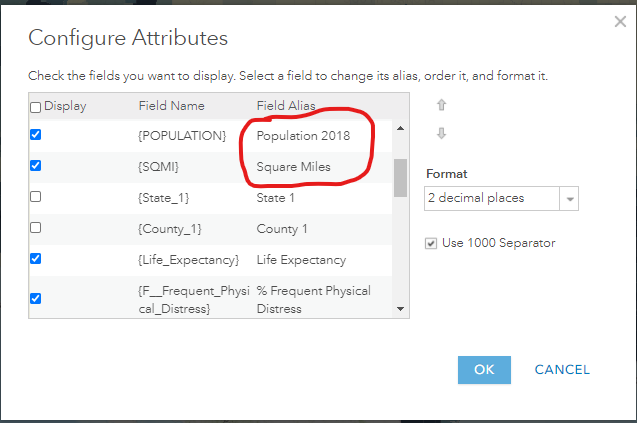 Configure Attributes
Check the fields you want to display. Select a field to change its alias, order it, and format it.
Display Field Name Field Alias
{POPULATION} Population 2018
{SQMI} Square Miles
{State_1} State 1
{County_1} County 1
{Life_Expectancy} Life Expectancy
{F__Frequent_Physi % Frequent Physical
cal_Distress} Distress
Format
2 decimal places
Use 1000 Separator
OK CANCEL